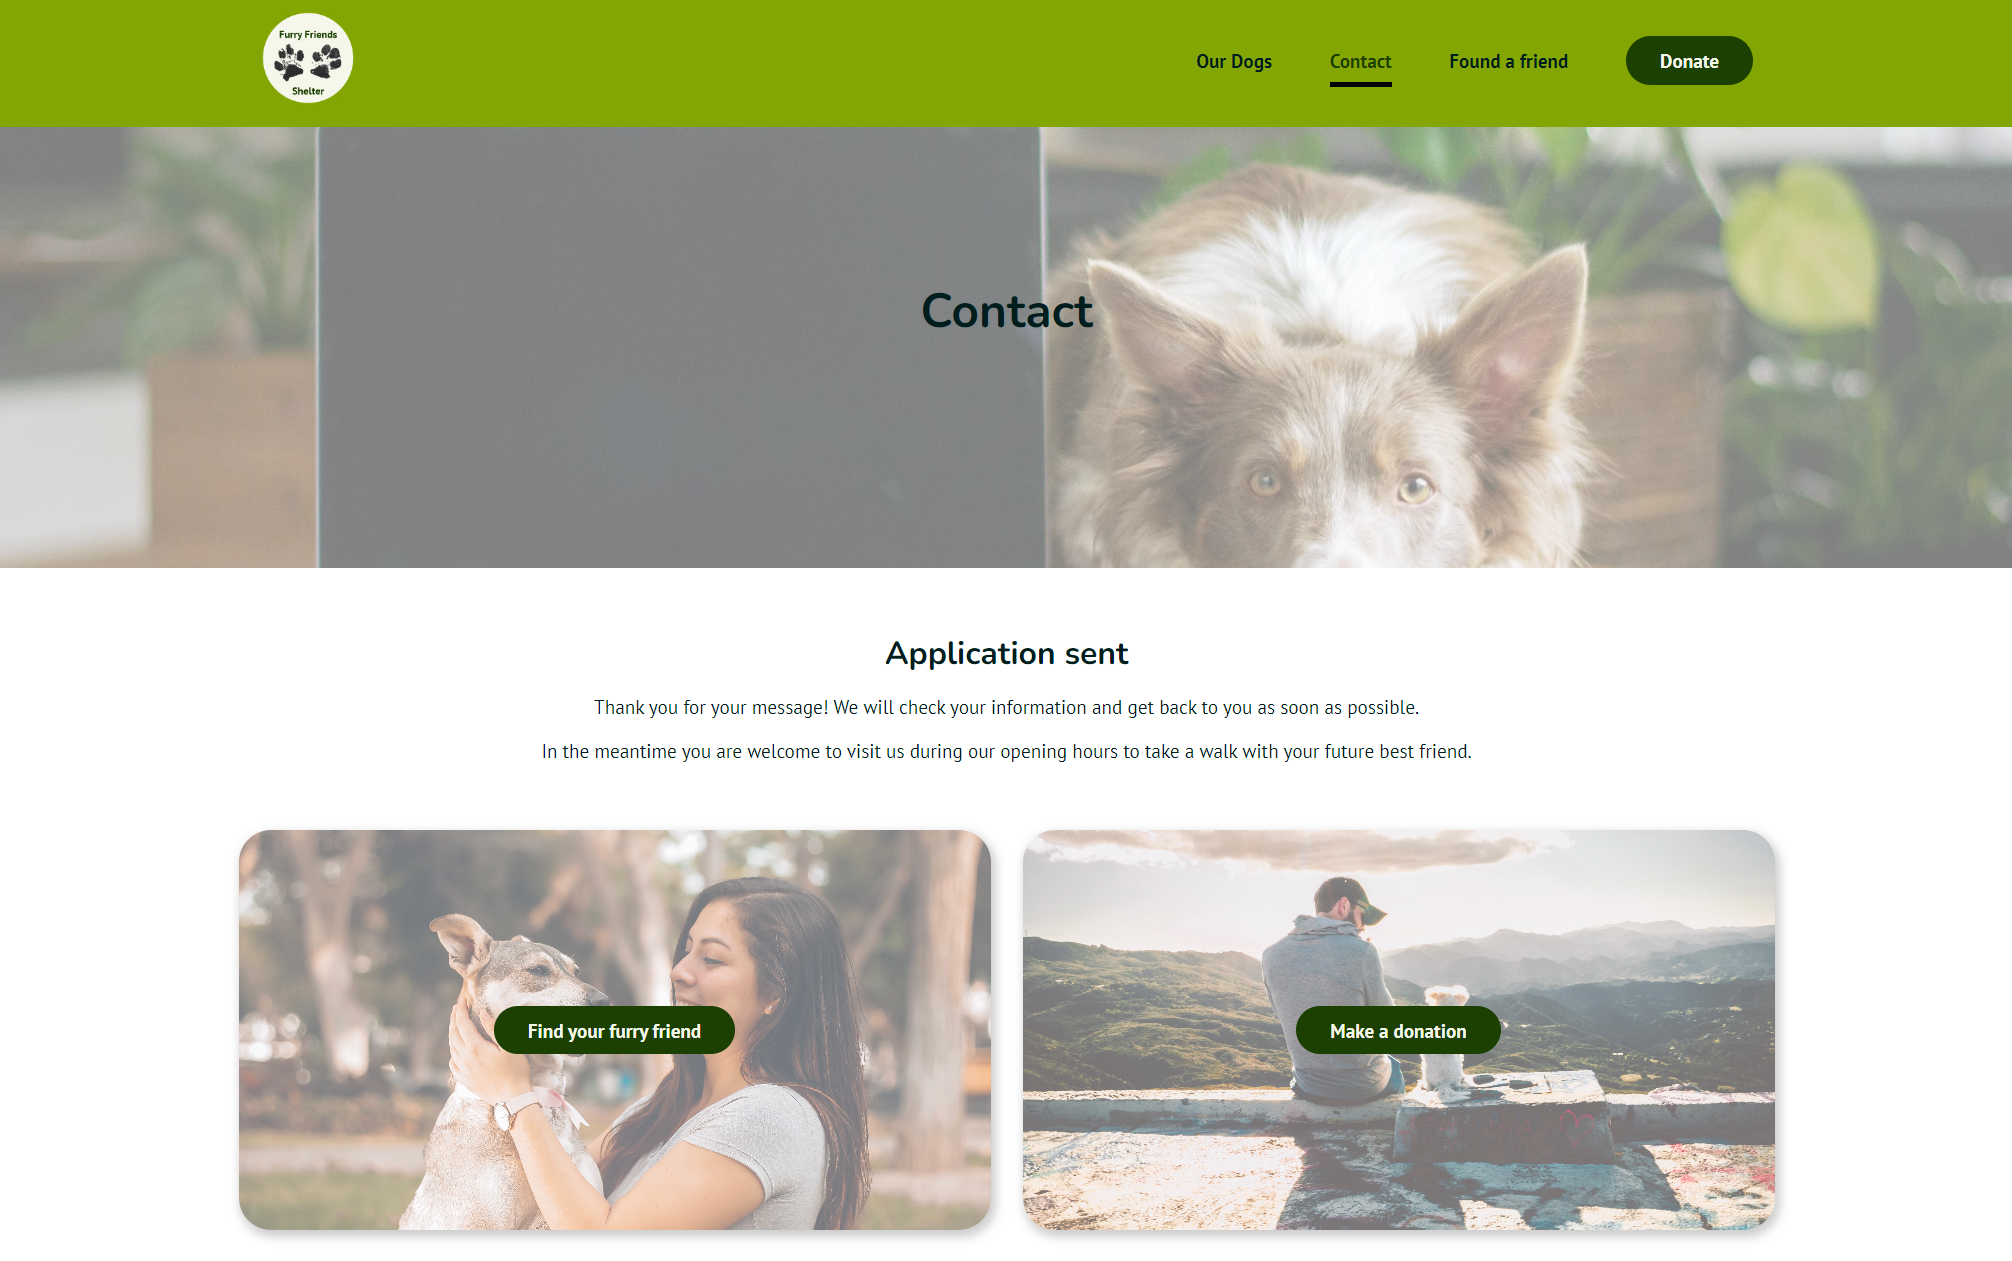 Furry Friends
Shelter
Our Dogs
Contact
Found a friend
Donate
Contact
Application sent
Thank you for your message! We will check your information and get back to you as soon as possible.
In the meantime you are welcome to visit us during our opening hours to take a walk with your future best friend.
Find your furry friend
Make a donation